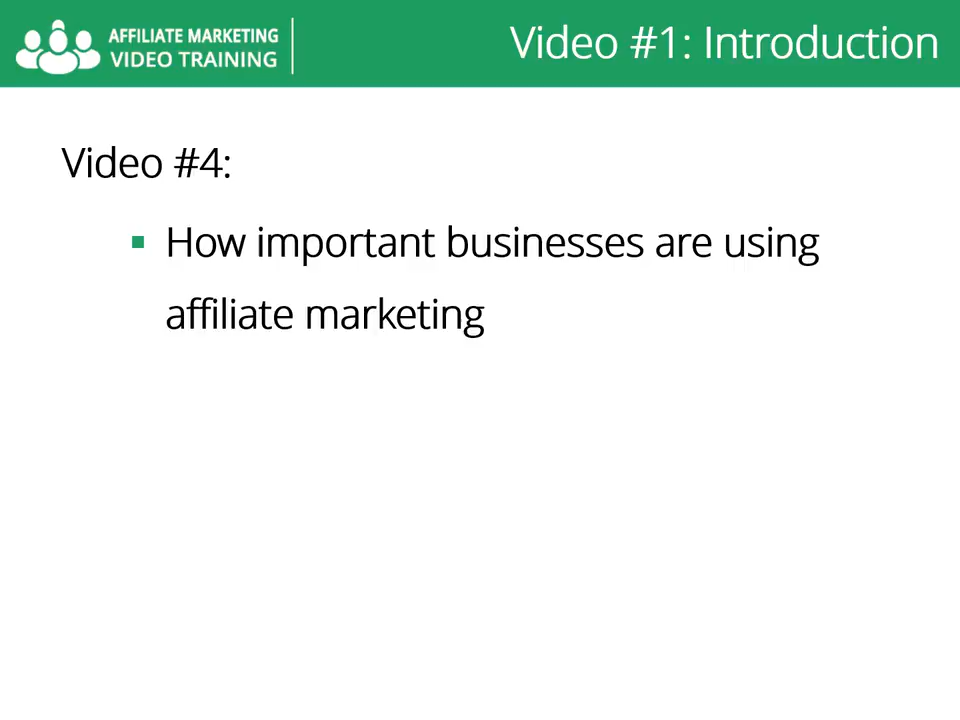 AFFILIATE MARKETING
VIDEO TRAINING
Video #1: Introduction
Video #4:
▪ How important businesses are using
affiliate marketing